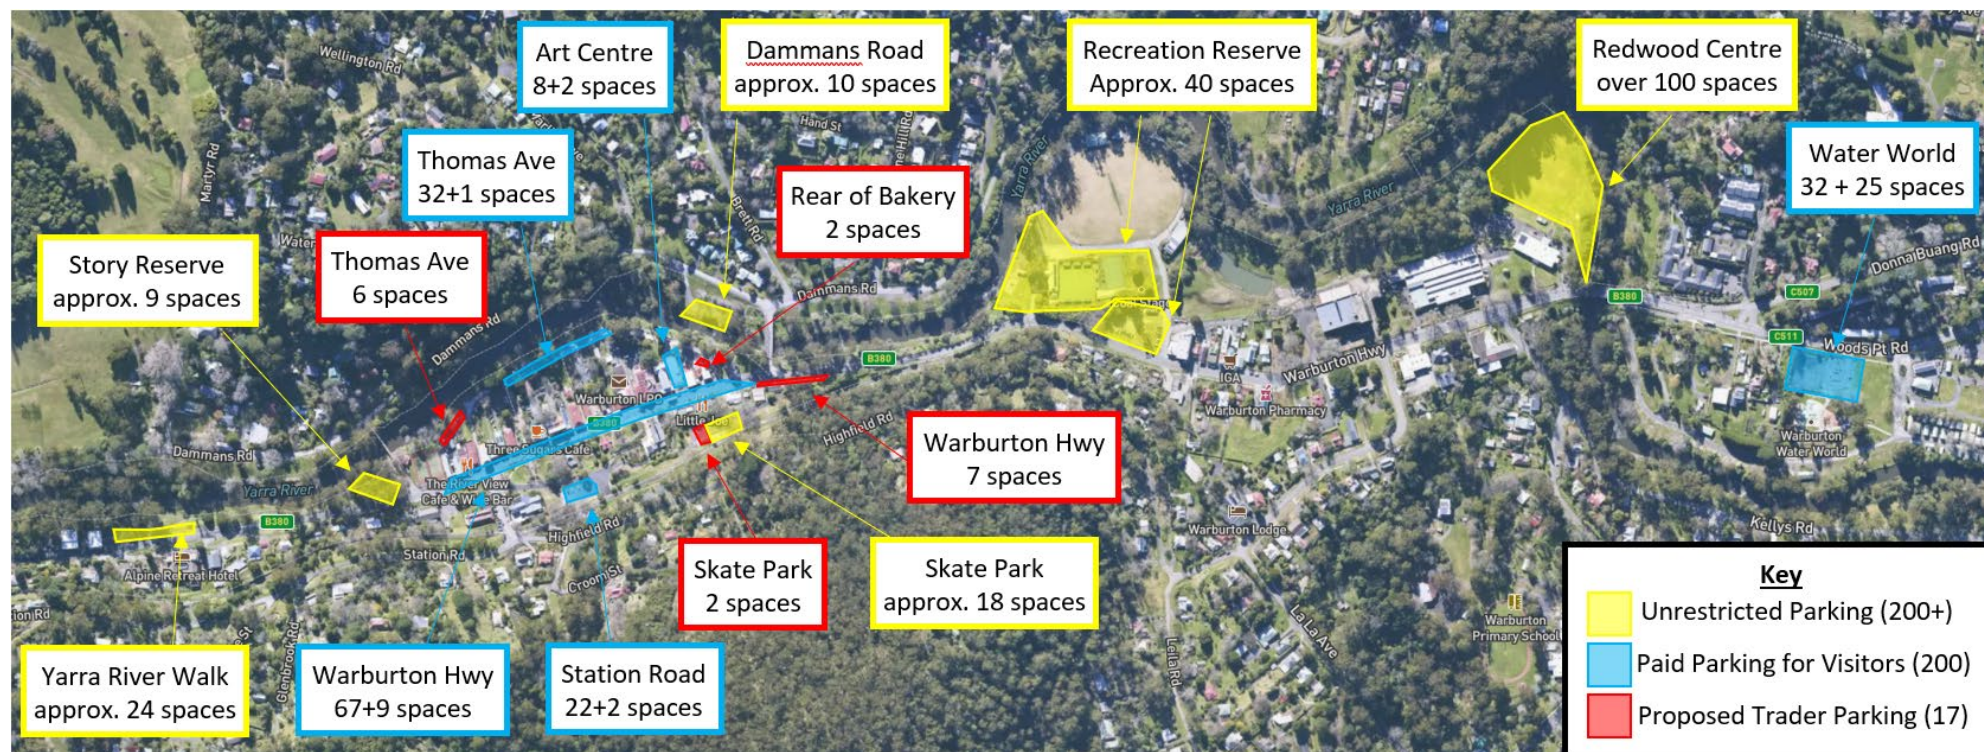 Art Centre
8+2 spaces
Dammans Road
approx. 10 spaces
Recreation Reserve
Approx. 40 spaces
Redwood Centre
over 100 spaces
Wellington Rd
Hand St
Martyr Rd
Thomas Ave
32+1 spaces
Rear of Bakery
2 spaces
Water World
32 + 25 spaces
Brett Rd
Yarra River
Yarra River
Story Reserve
approx. 9 spaces
Thomas Ave
6 spaces
Donna Buang Rd
Dammans Rd
Dammans Rd
B380
C507
B380
C511
Woods Pt Rd
IGA
Warburton Hwy
Warburton LPO
B380
Little Joe
Warburton Pharmacy
Highfield Rd
Three Sugars Cafe
Warburton Hwy
7 spaces
Warburton
Water World
Dammans Rd
The River View
Cafe & Wine Bar
Yarra River
B380
Highfield Rd
Warburton Lodge
Kellys Rd
Station Rd
Alpine Retreat Hotel
Croom St
Skate Park
2 spaces
Skate Park
approx. 18 spaces
Key
Unrestricted Parking (200+)
Paid Parking for Visitors (200)
Proposed Trader Parking (17)
La La Ave
Leila Rd
Warburton
Primary School
Glenbrook Rd
Yarra River Walk
approx. 24 spaces
Warburton Hwy
67+9 spaces
Station Road
22+2 spaces